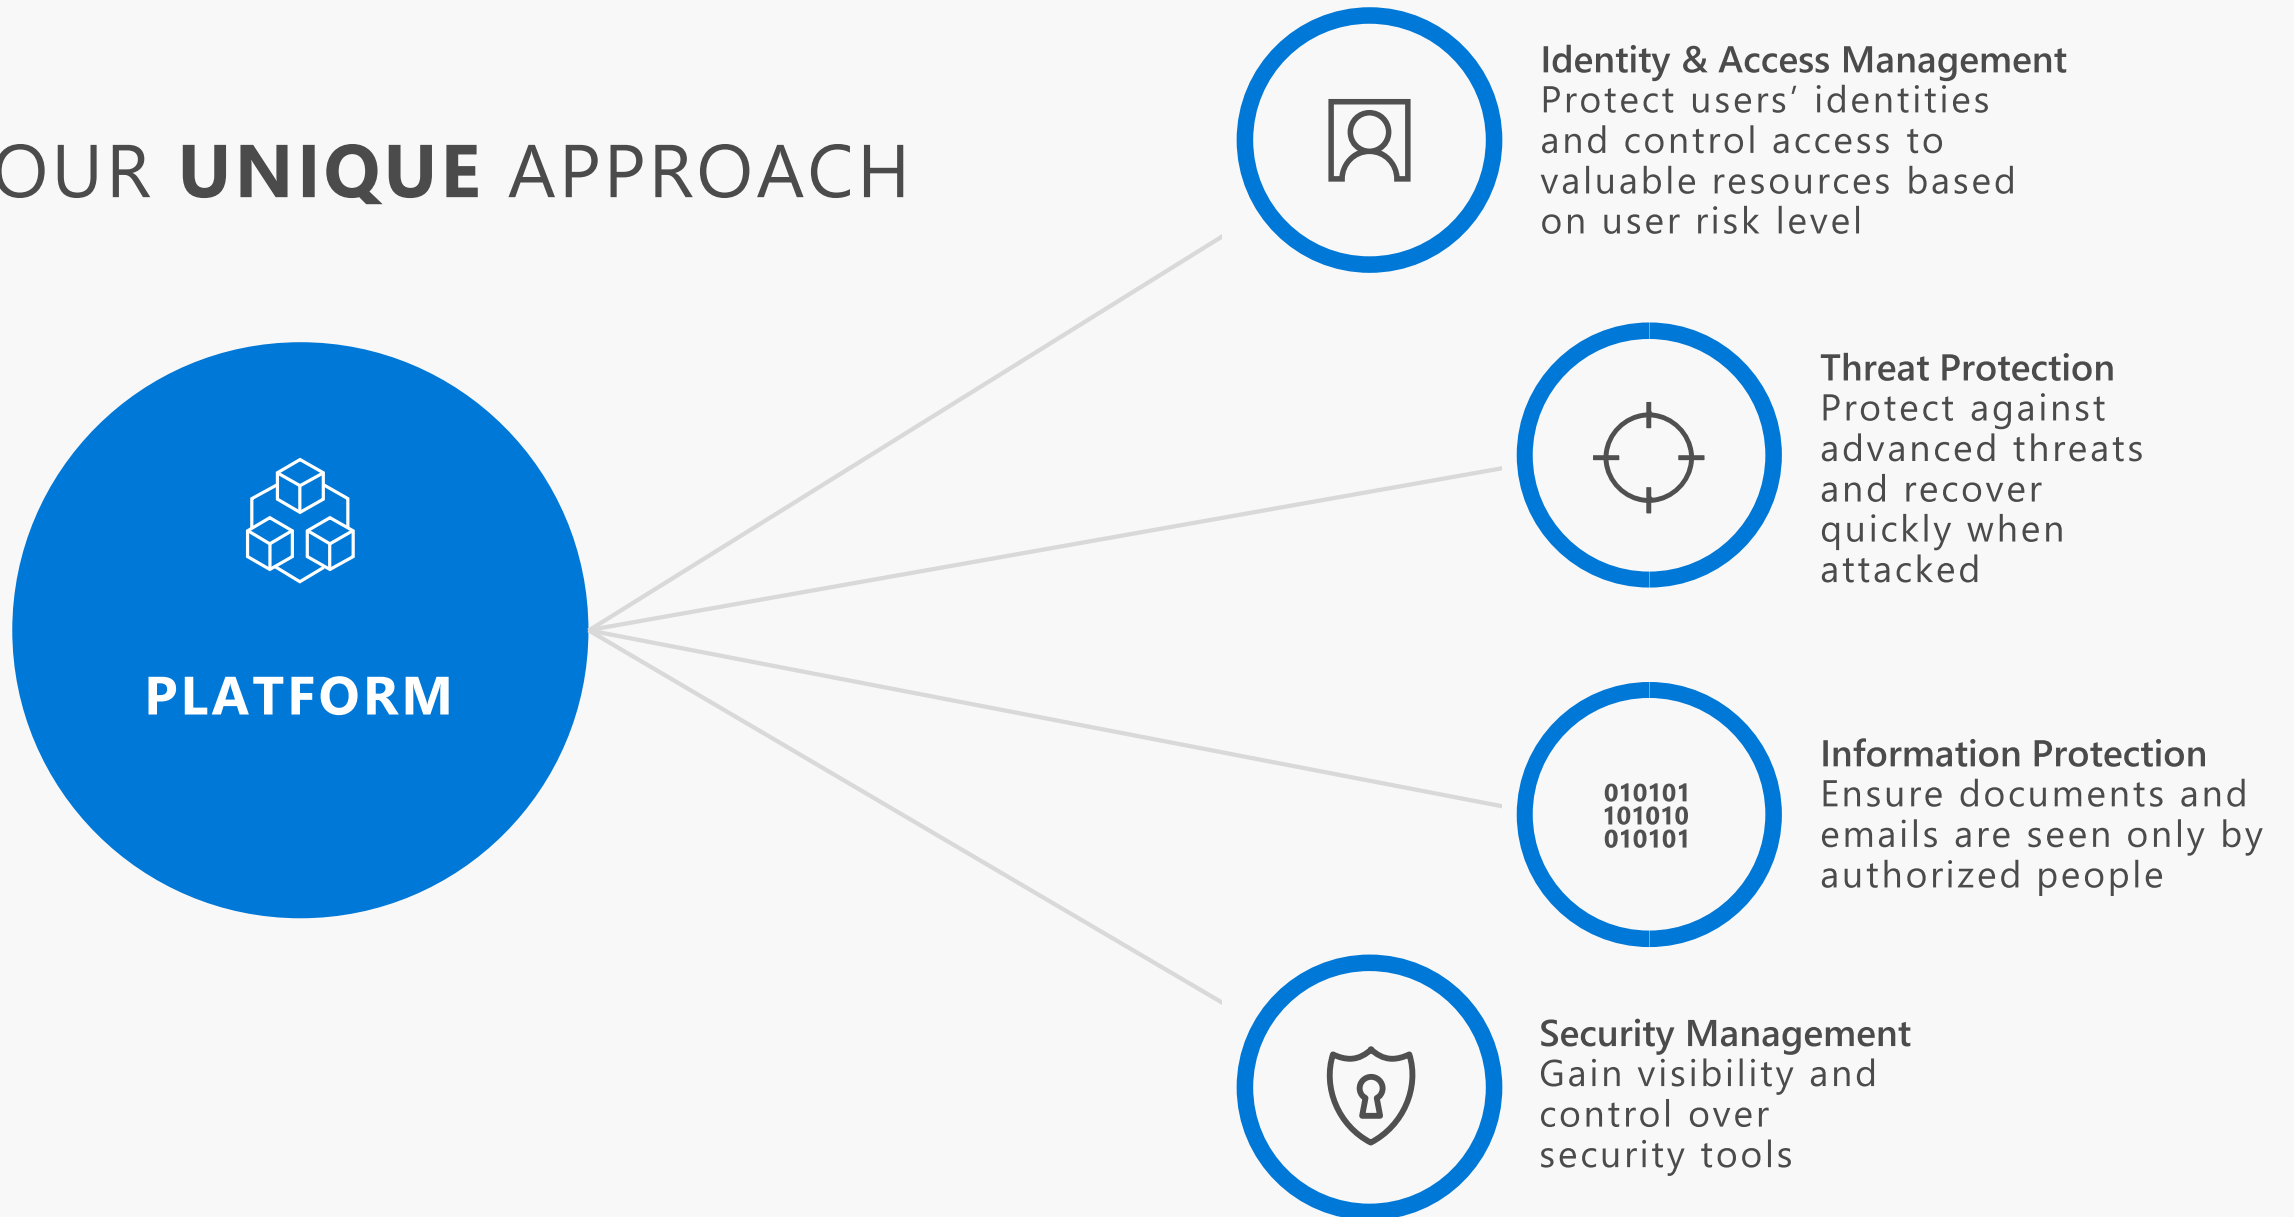 OUR UNIQUE APPROACH
PLATFORM
Identity & Access Management
Protect users’ identities
and control access to
valuable resources based
on user risk level
Threat Protection
Protect against
advanced threats
and recover
quickly when
attacked
010101
101010
010101
Information Protection
Ensure documents and
emails are seen only by
authorized people
Security Management
Gain visibility and
control over
security tools